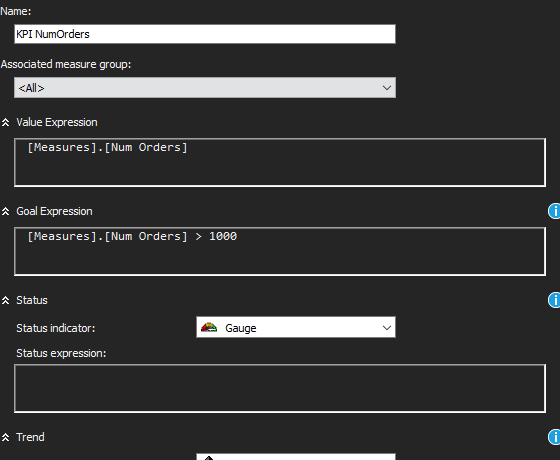 Name:
KPI NumOrders
Associated measure group:
<All>
Value Expression
[Measures].[Num Orders]
Goal Expression
[Measures].[Num Orders] > 1000
Status
Status indicator:
Gauge
Status expression:
Trend